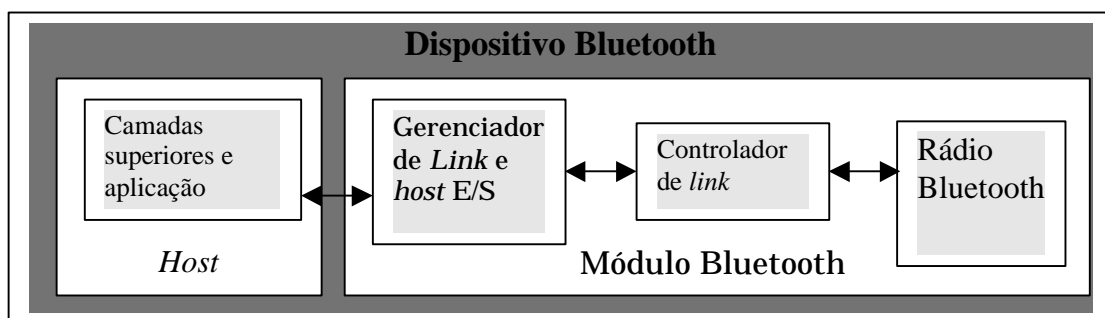 Dispositivo Bluetooth
Camadas
superiores e
aplicação
Host
Gerenciador
de Link e
host E/S
Controlador
de link
Rádio
Bluetooth
Módulo Bluetooth